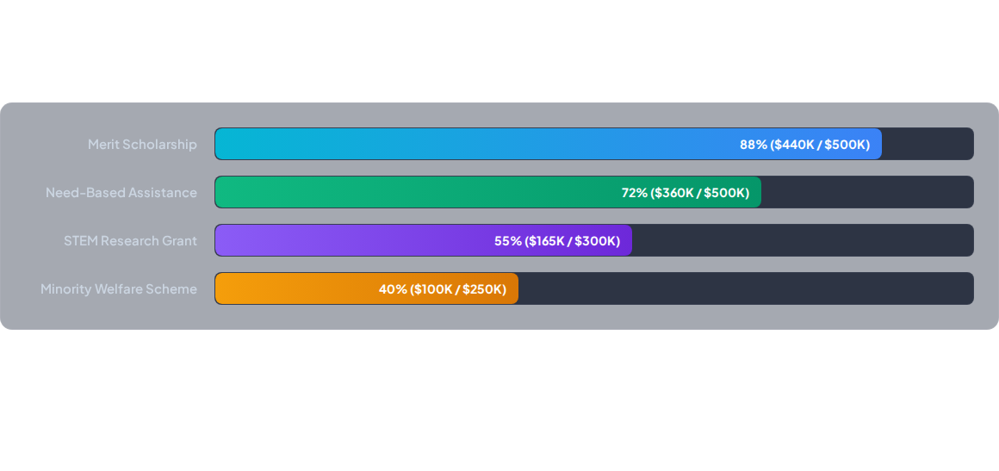 Merit Scholarship 88% ($440K / $500K)
Need-Based Assistance 72% ($360K / $500K)
STEM Research Grant 55% ($165K / $300K)
Minority Welfare Scheme 40% ($100K / $250K)